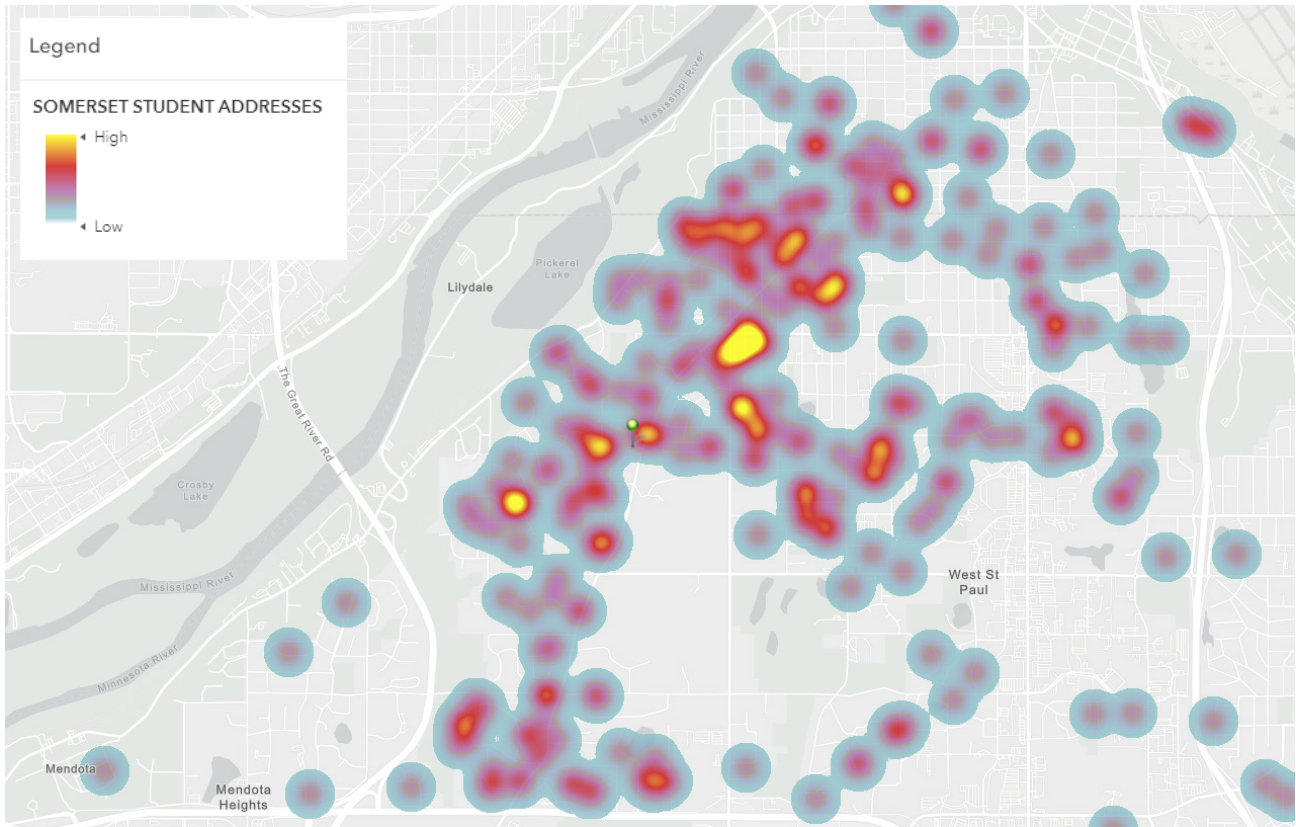 Legend
SOMERSET STUDENT ADDRESSES
High
Low
Mississippi River
Pickerel
Lake
Lilydale
The Great River Rd
Crosby
Lake
Mississippi River
West St
Paul
Minnesota River
Mendota
Mendota
Heights